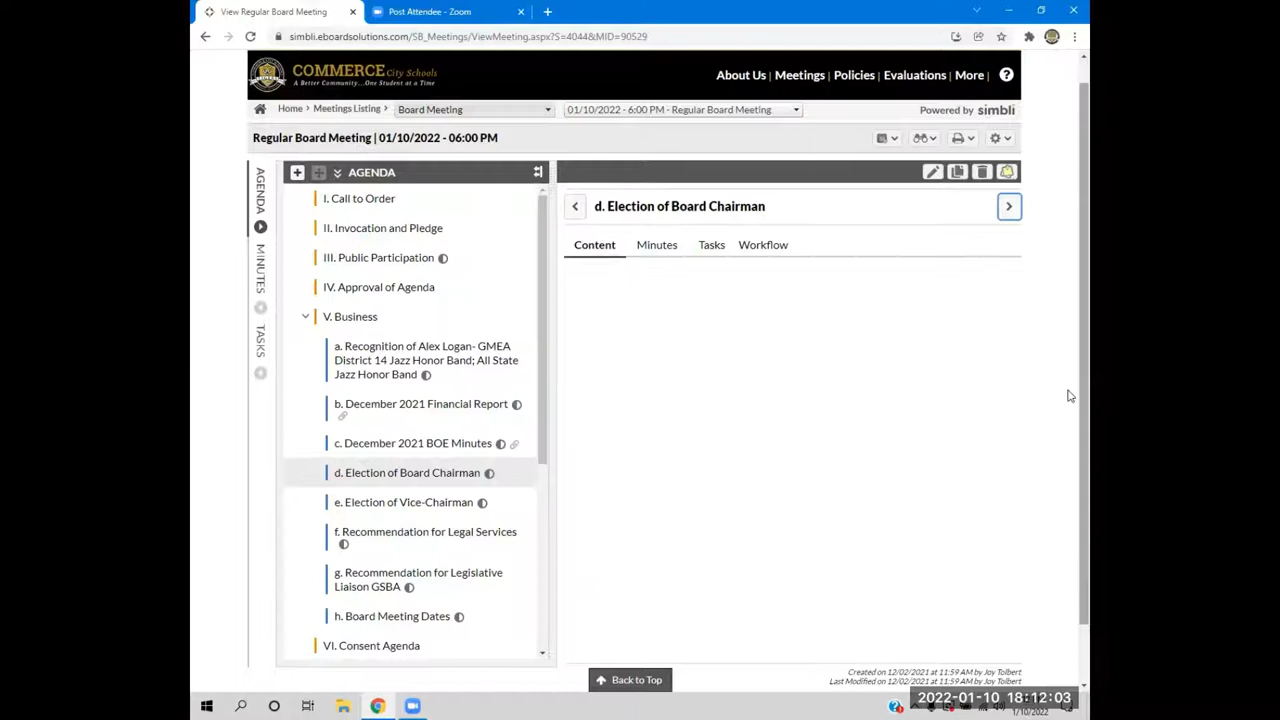 View Regular Board Meeting
Post Attendee - Zoom
simbli.eboardsolutions.com/SB_Meetings/ViewMeeting.aspx?S=4044&MID=90529
COMMERCE City Schools
A Better Community...One Student at a Time
About Us | Meetings | Policies | Evaluations | More |
Home > Meetings Listing >
Board Meeting
01/10/2022 - 6:00 PM - Regular Board Meeting
Powered by simbli
Regular Board Meeting | 01/10/2022 - 06:00 PM
AGENDA
MINUTES
TASKS
AGENDA
I. Call to Order
II. Invocation and Pledge
III. Public Participation
IV. Approval of Agenda
V. Business
a. Recognition of Alex Logan- GMEA
District 14 Jazz Honor Band; All State
Jazz Honor Band
b. December 2021 Financial Report
c. December 2021 BOE Minutes
d. Election of Board Chairman
e. Election of Vice-Chairman
f. Recommendation for Legal Services
g. Recommendation for Legislative
Liaison GSBA
h. Board Meeting Dates
VI. Consent Agenda
d. Election of Board Chairman
Content Minutes Tasks Workflow
Back to Top
Created on 12/02/2021 at 11:59 AM by Joy Tolbert
Last Modified on 12/02/2021 at 11:59 AM by Joy Tolbert
2022-01-10 18:12:03
1/10/2022